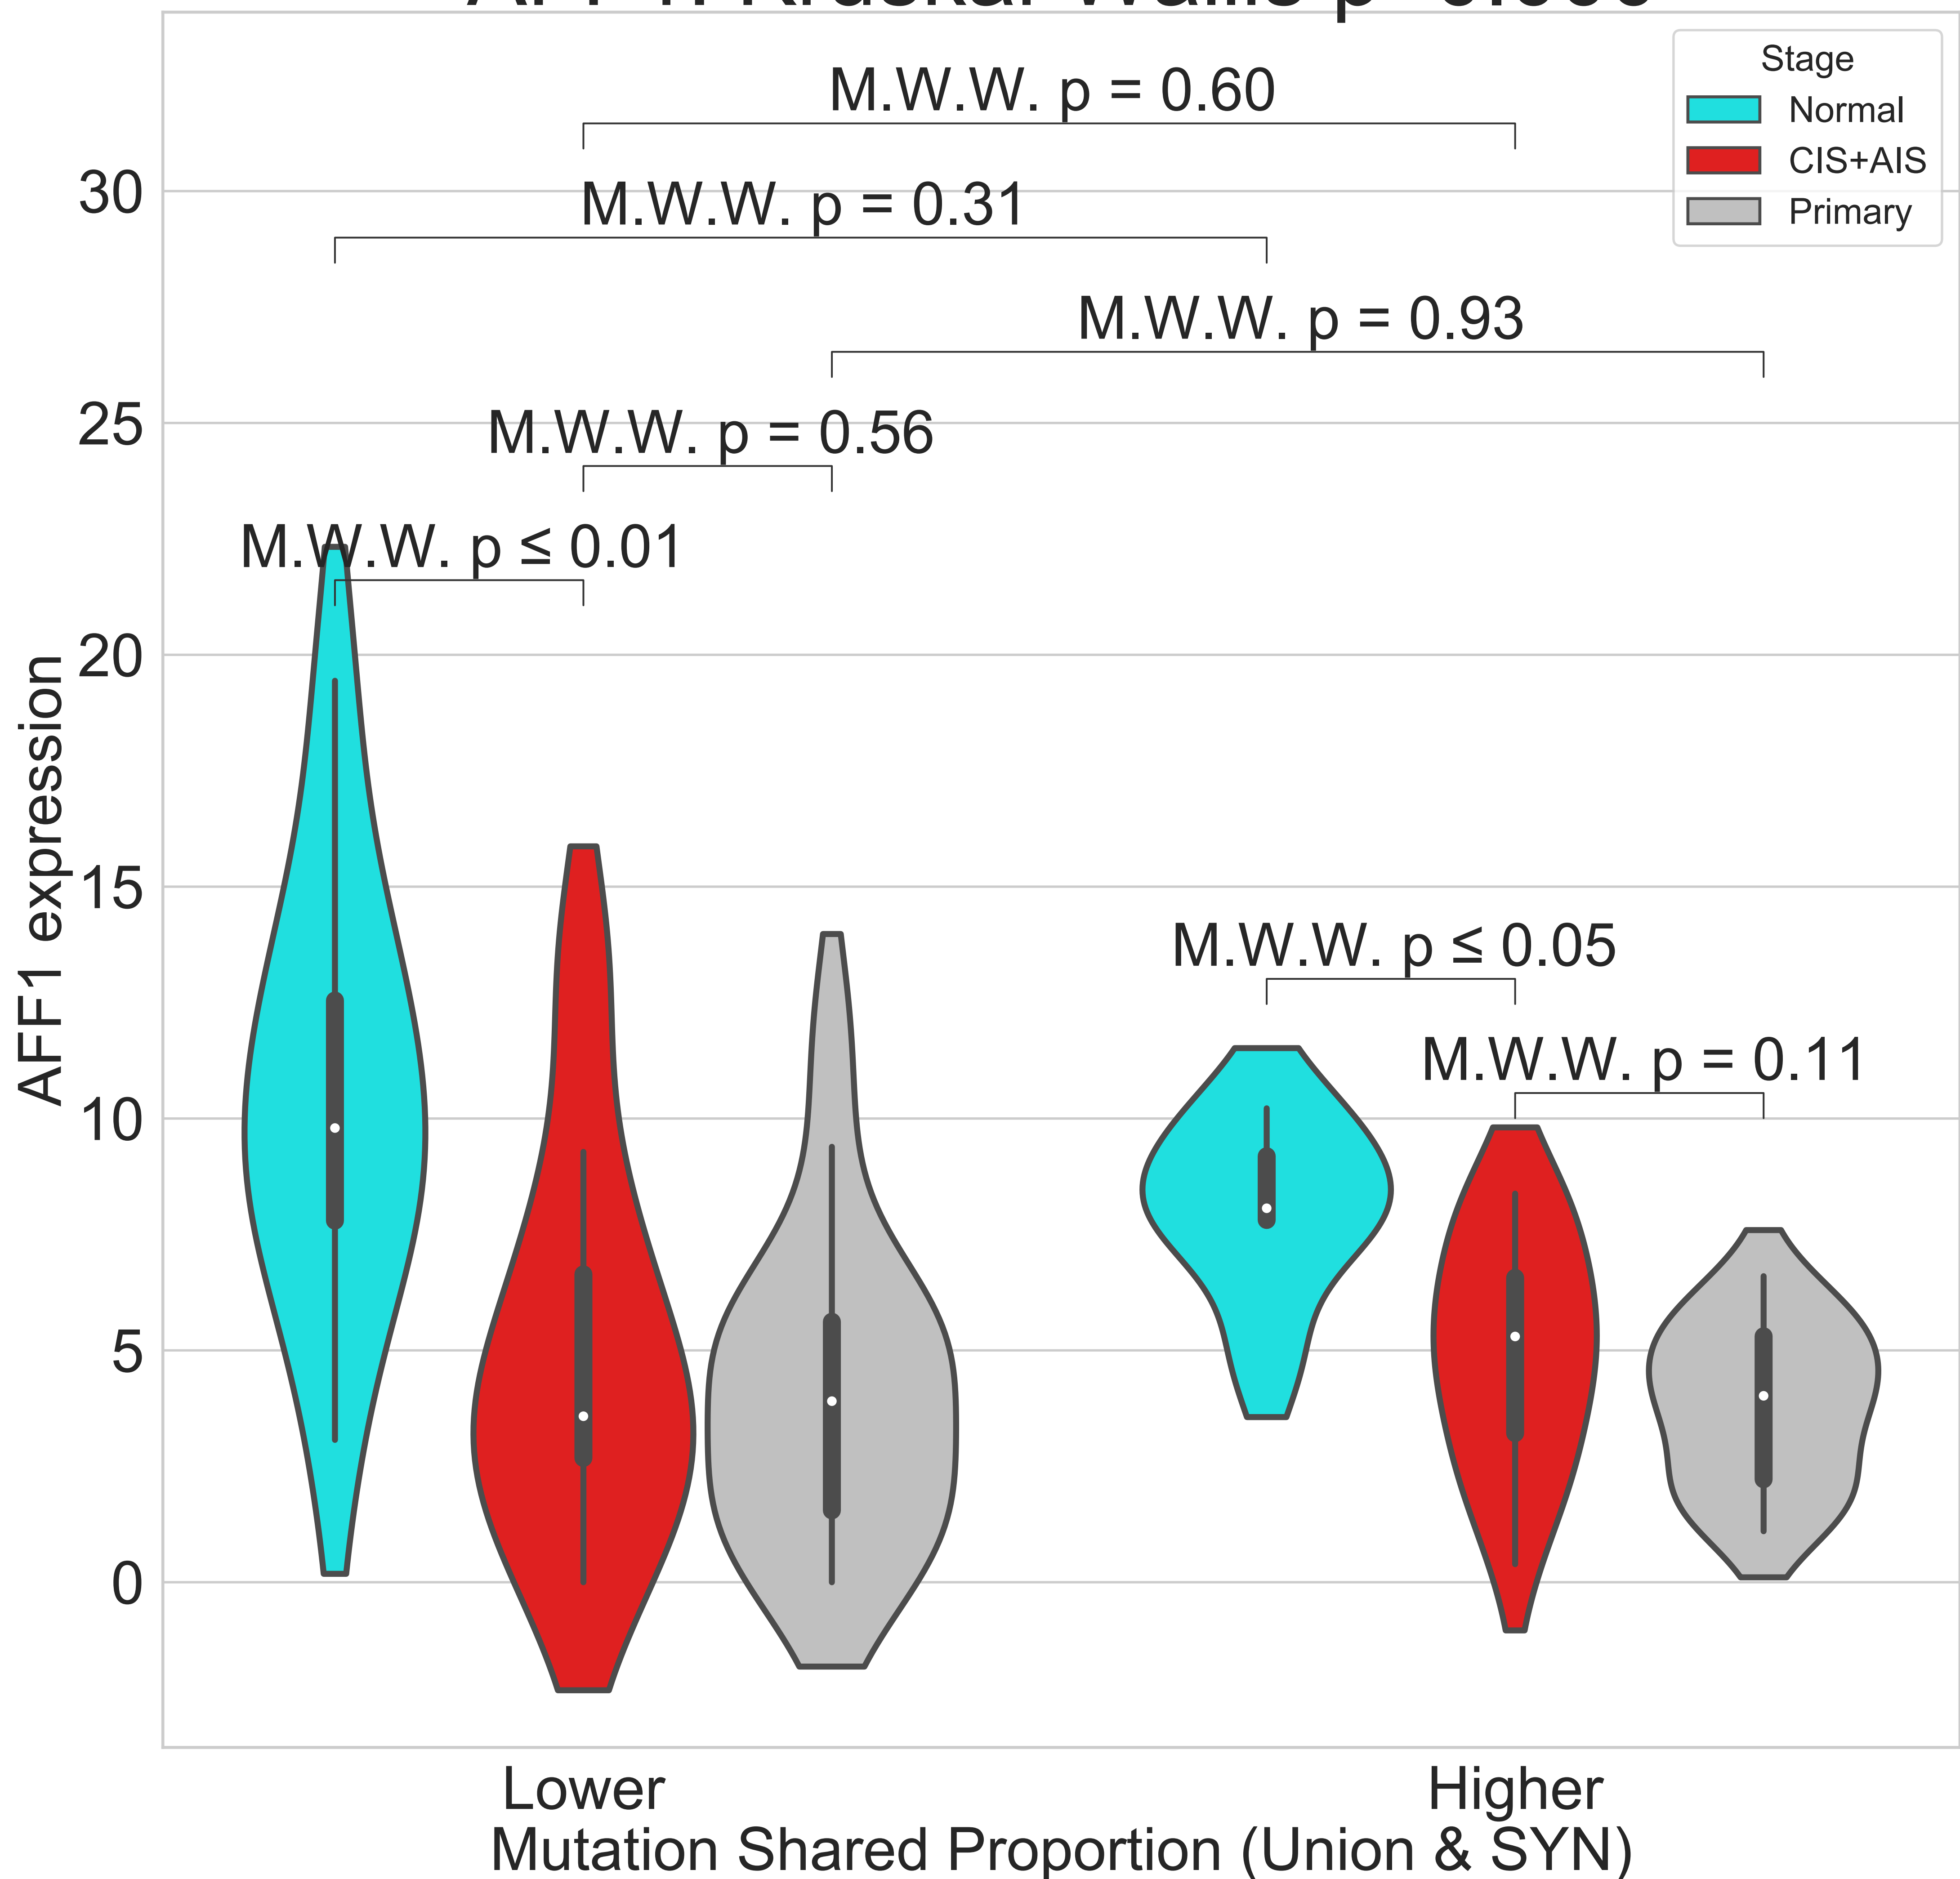 Stage
Normal
CIS+AIS
Primary
M.W.W. p = 0.60
M.W.W. p = 0.31
M.W.W. p = 0.93
M.W.W. p = 0.56
M.W.W. p ≤ 0.01
M.W.W. p ≤ 0.05
M.W.W. p = 0.11
30
25
20
15
10
5
0
AFF1 expression
Lower
Higher
Mutation Shared Proportion (Union & SYN)